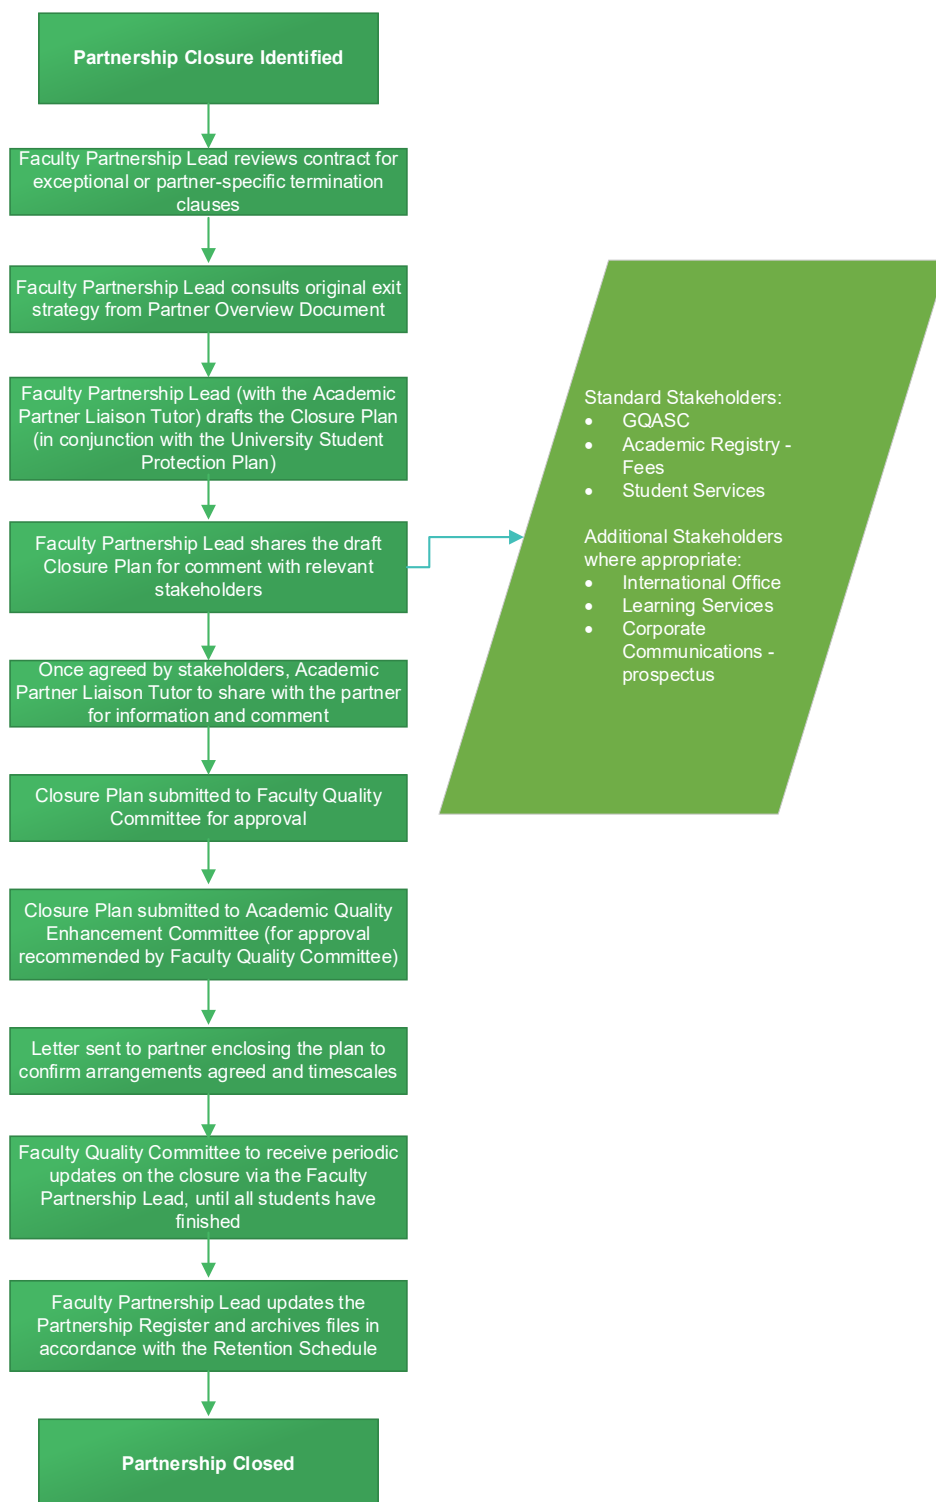 Partnership Closure Identified
Faculty Partnership Lead reviews contract for
exceptional or partner-specific termination
clauses
Faculty Partnership Lead consults original exit
strategy from Partner Overview Document
Faculty Partnership Lead (with the Academic
Partner Liaison Tutor) drafts the Closure Plan
(in conjunction with the University Student
Protection Plan)
Faculty Partnership Lead shares the draft
Closure Plan for comment with relevant
stakeholders
Standard Stakeholders:
• GQASC
• Academic Registry -
Fees
• Student Services
Additional Stakeholders
where appropriate:
• International Office
• Learning Services
• Corporate
Communications -
prospectus
Once agreed by stakeholders, Academic
Partner Liaison Tutor to share with the partner
for information and comment
Closure Plan submitted to Faculty Quality
Committee for approval
Closure Plan submitted to Academic Quality
Enhancement Committee (for approval
recommended by Faculty Quality Committee)
Letter sent to partner enclosing the plan to
confirm arrangements agreed and timescales
Faculty Quality Committee to receive periodic
updates on the closure via the Faculty
Partnership Lead, until all students have
finished
Faculty Partnership Lead updates the
Partnership Register and archives files in
accordance with the Retention Schedule
Partnership Closed